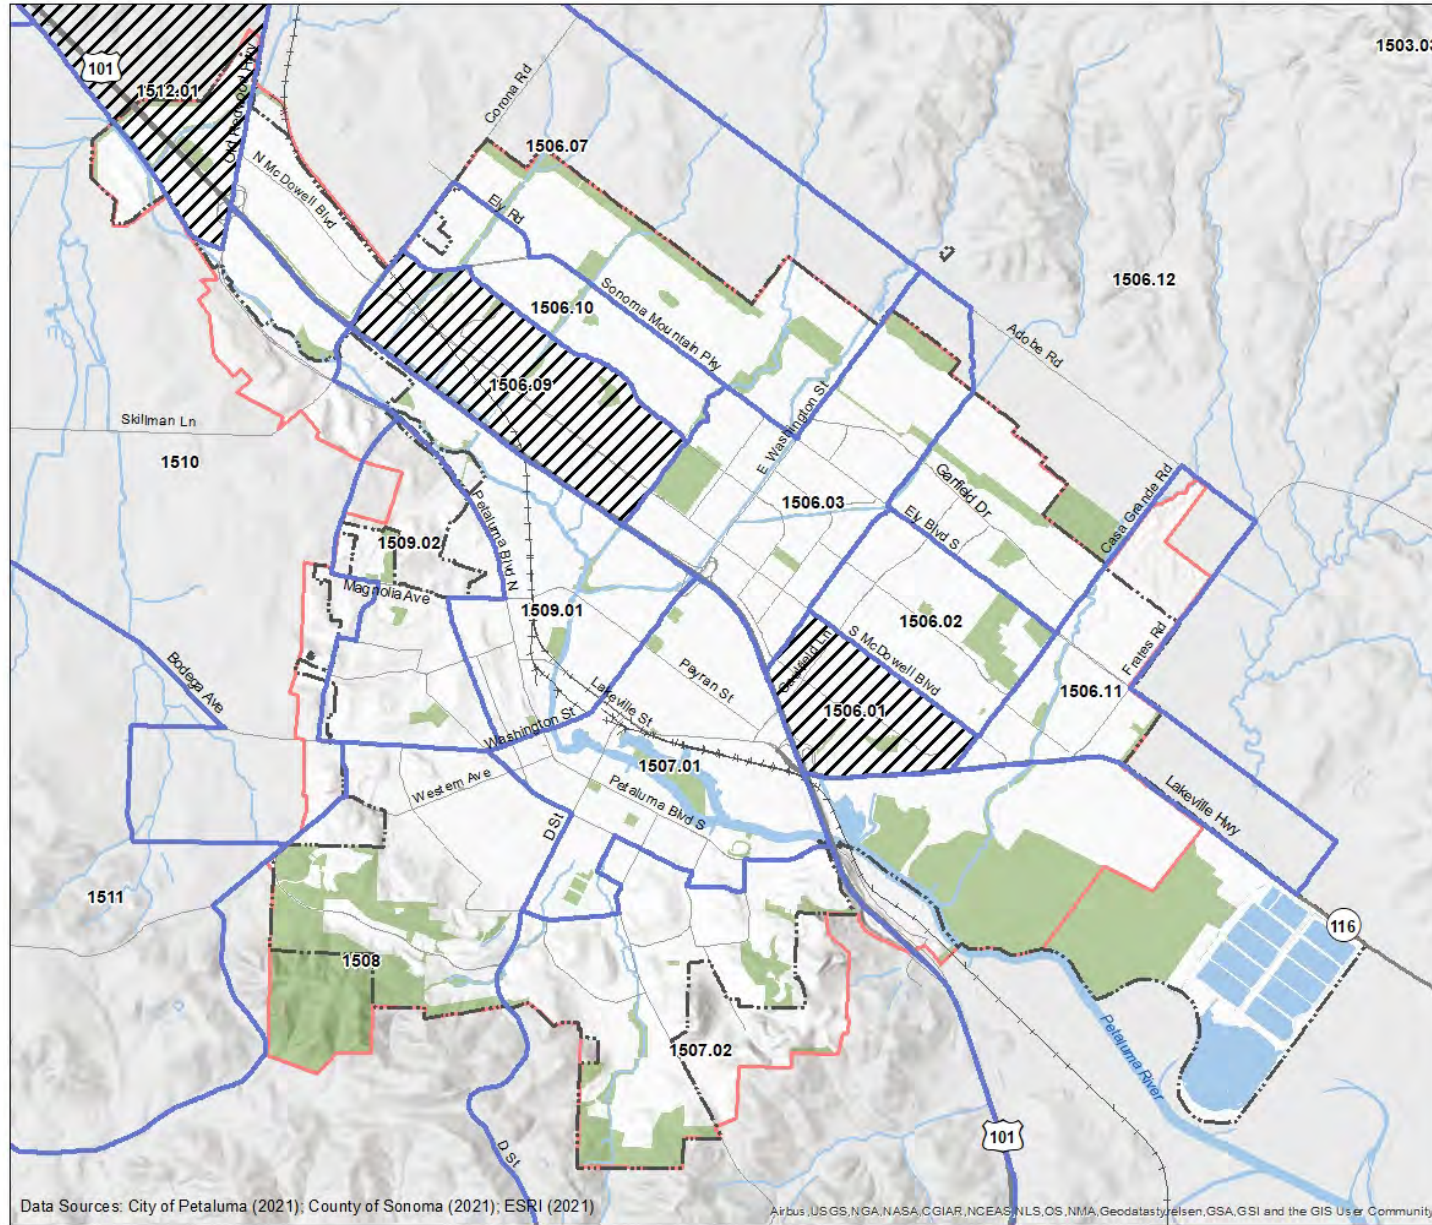 1503.03
101
1512.01
Old Redwood Hwy
Corona Rd
1506.07
N McDowell Blvd
Ely Rd
1506.12
Sonoma Mountain Pky
1506.10
Adobe Rd
1506.09
E Washington St
Skillman Ln
1510
Garfield Dr
Casa Grande Rd
1506.03
Petaluma Blvd N
Ely Blvd S
1509.02
Magnolia Ave
1509.01
1506.02
S McDowell Blvd
Caulfield Ln
Frates Rd
Bodega Ave
Payran St
1506.11
Lakeville St
1506.01
Washington St
1507.01
Western Ave
Petaluma Blvd S
Lakeville Hwy
D St
1511
116
1508
1507.02
Petaluma River
101
D St
Data Sources: City of Petaluma (2021); County of Sonoma (2021); ESRI (2021)
Airbus,USGS,NGA,NASA,CGIAR,NCEAS,NLS,OS,NMA,Geodatastyrelsen,GSA,GSI and the GIS User Community